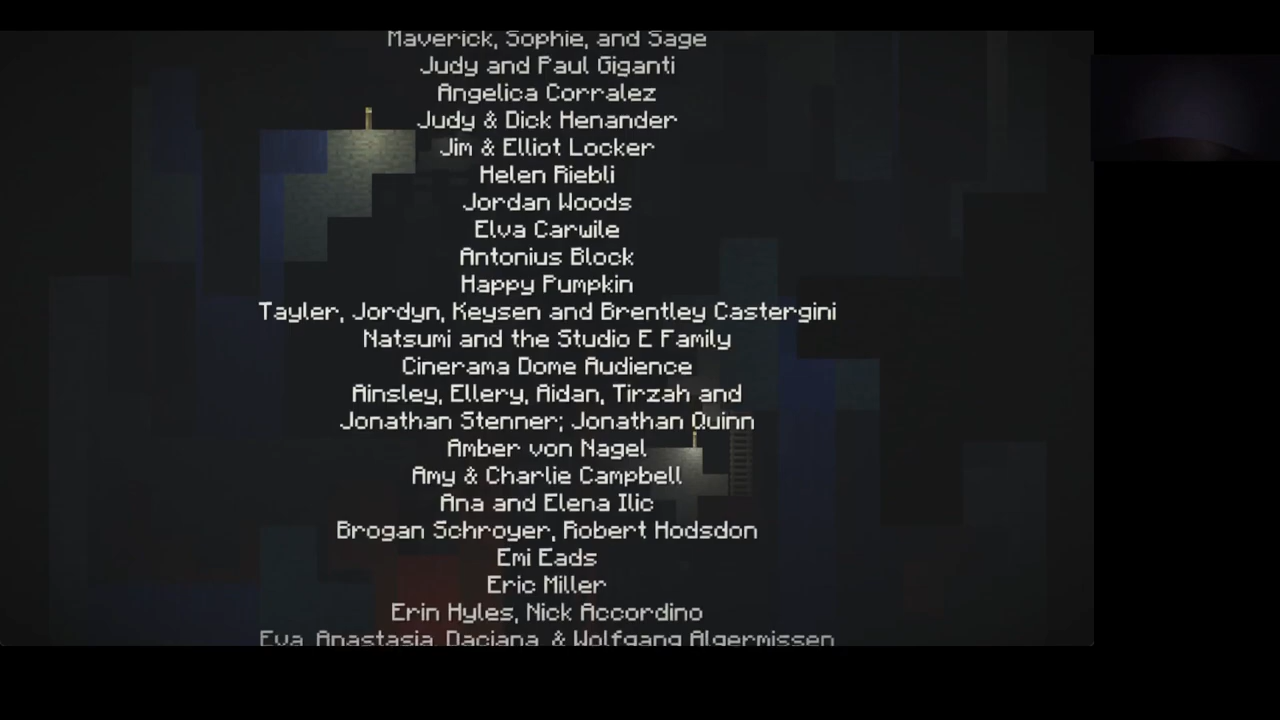 Maverick, Sophie, and Sage
Judy and Paul Giganti
Angelica Corralez
Judy & Dick Henander
Jim & Elliot Locker
Helen Riebli
Jordan Woods
Elva Carwile
Antonius Block
Happy Pumpkin
Tayler, Jordyn, Keysen and Brentley Castergini
Natsumi and the Studio E Family
Cinerama Dome Audience
Ainsley, Ellery, Aidan, Tirzah and
Jonathan Stenner; Jonathan Quinn
Amber von Nagel
Amy & Charlie Campbell
Ana and Elena Ilic
Brogan Schroyer, Robert Hodsdon
Emi Eads
Eric Miller
Erin Hyles, Nick Accordino
Eva, Anastasia, Daciana, & Wolfgang Algermissen